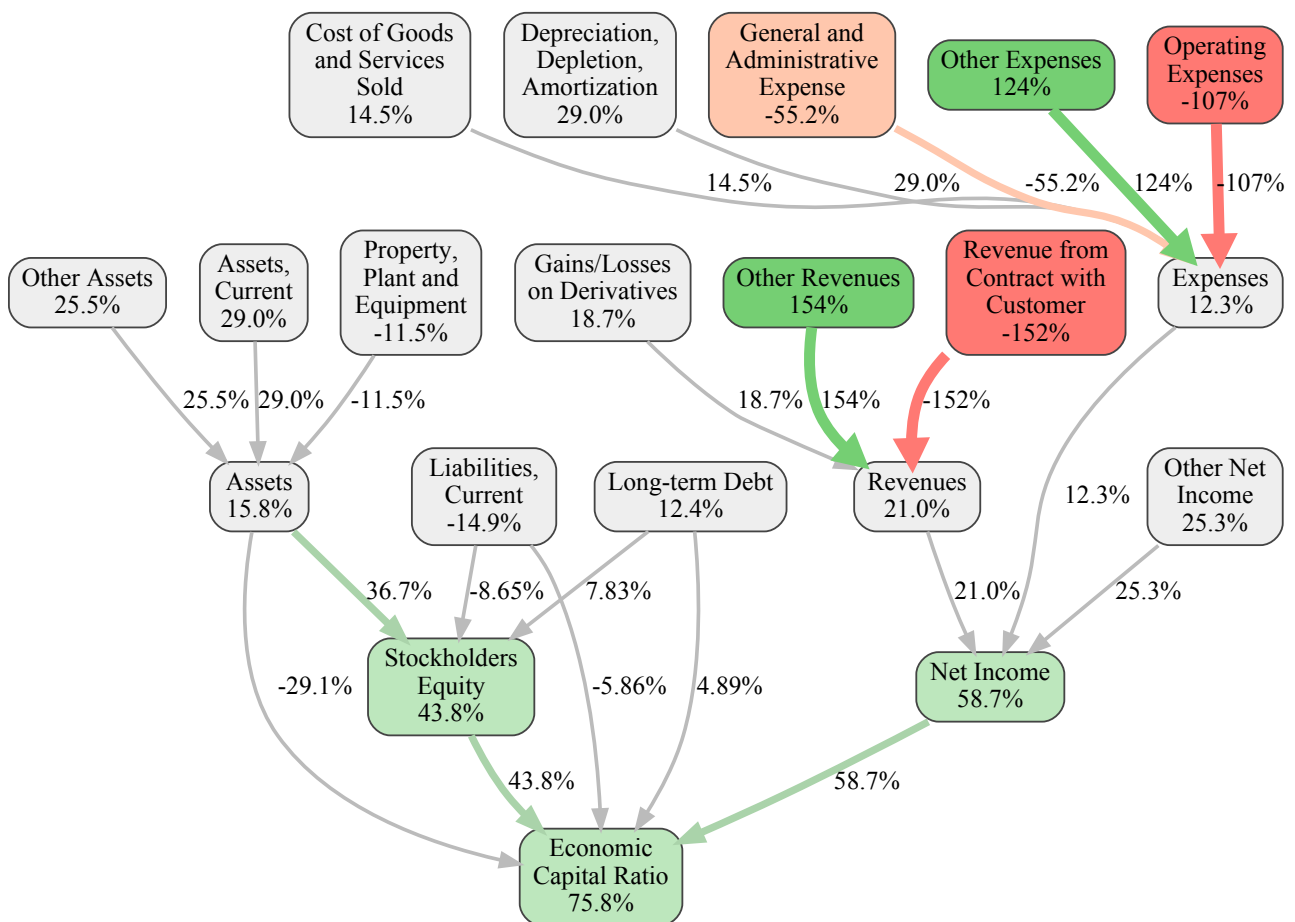 Cost of Goods
and Services
Sold
14.5%
Depreciation,
Depletion,
Amortization
29.0%
General and
Administrative
Expense
-55.2%
Other Expenses
124%
Operating
Expenses
-107%
14.5%
29.0%
-55.2%
124%
-107%
Other Assets
25.5%
Assets,
Current
29.0%
Property,
Plant and
Equipment
-11.5%
Gains/Losses
on Derivatives
18.7%
Other Revenues
154%
Revenue from
Contract with
Customer
-152%
Expenses
12.3%
25.5%
29.0%
-11.5%
18.7%
154%
-152%
Assets
15.8%
Liabilities,
Current
-14.9%
Long-term Debt
12.4%
Revenues
21.0%
12.3%
Other Net
Income
25.3%
36.7%
-8.65%
7.83%
21.0%
25.3%
Stockholders
Equity
43.8%
Net Income
58.7%
-29.1%
-5.86%
4.89%
43.8%
58.7%
Economic
Capital Ratio
75.8%